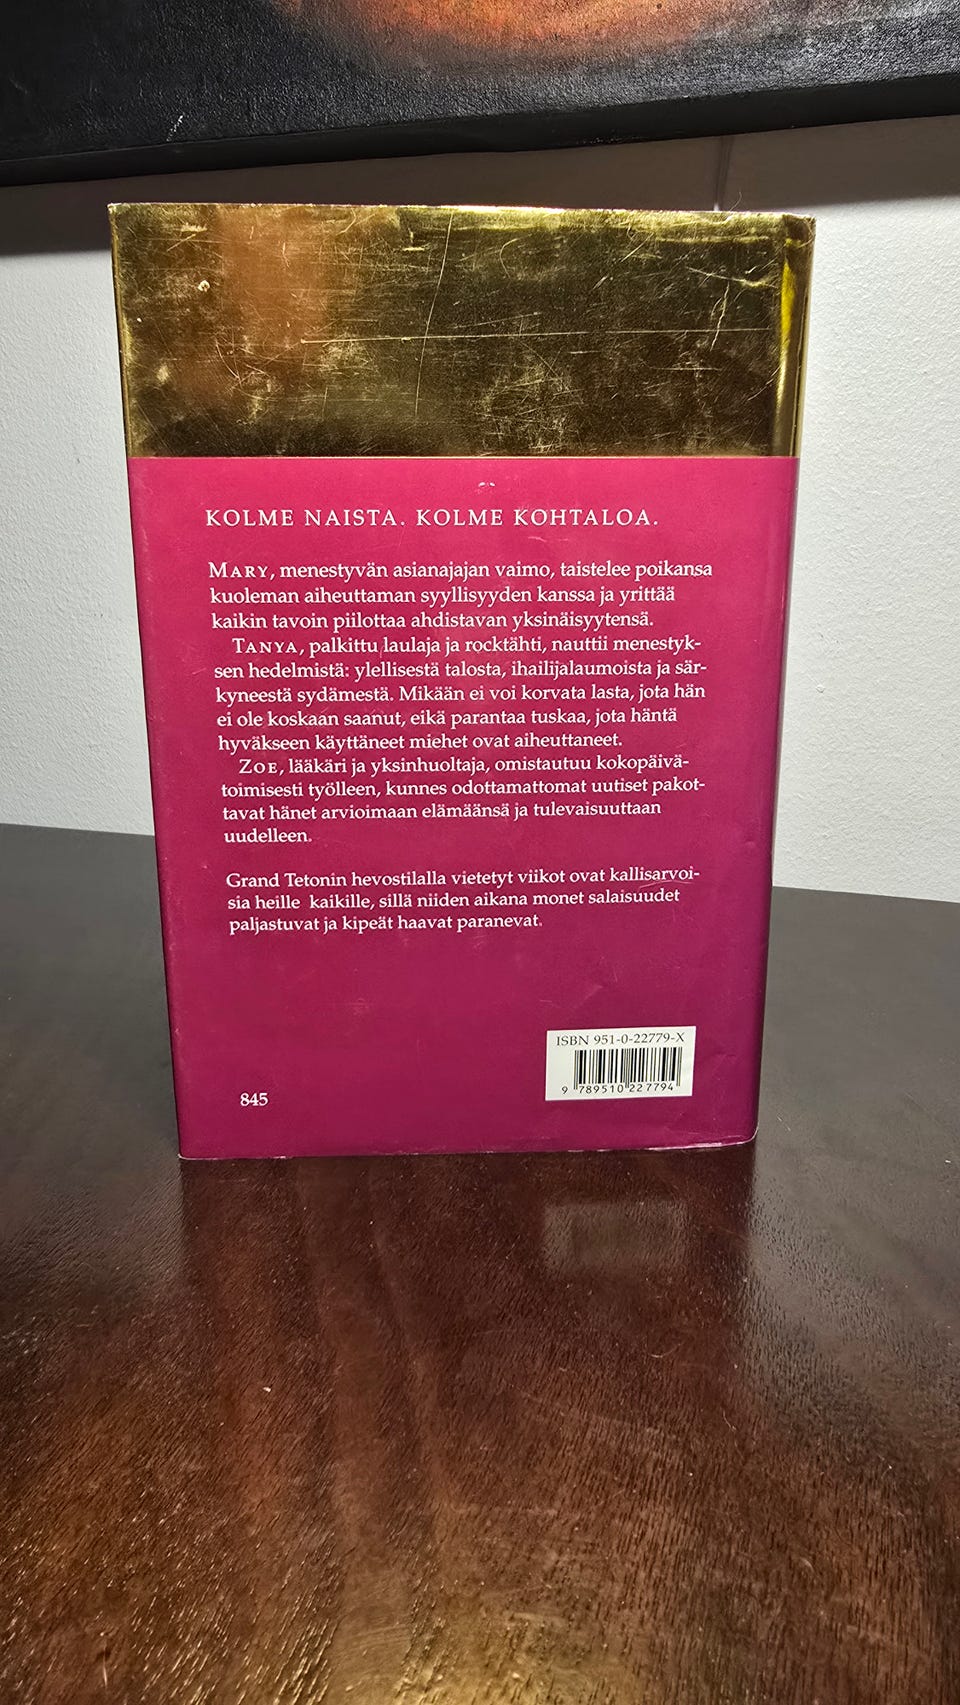 KOLME NAISTA. KOLME KOHTALOA.
MARY, menestyvän asianajajan vaimo, taistelee poikansa
kuoleman aiheuttaman syyllisyyden kanssa ja yrittää
kaikin tavoin piilottaa ahdistavan yksinäisyytensä.
TANYA, palkittu laulaja ja rocktähti, nauttii menestyk-
sen hedelmistä: ylellisestä talosta, ihailijalaumoista ja sär-
kyneestä sydämestä. Mikään ei voi korvata lasta, jota hän
ei ole koskaan saanut, eikä parantaa tuskaa, jota häntä
hyväkseen käyttäneet miehet ovat aiheuttaneet.
ZOE, lääkäri ja yksinhuoltaja, omistautuu kokopäivä-
toimisesti työlleen, kunnes odottamattomat uutiset pakot-
tavat hänet arvioimaan elämäänsä ja tulevaisuuttaan
uudelleen.
Grand Tetonin hevostilalla vietetyt viikot ovat kallisarvoi-
sia heille kaikille, sillä niiden aikana monet salaisuudet
paljastuvat ja kipeät haavat paranevat.
ISBN 951-0-22779-X
9 789510 227794
845